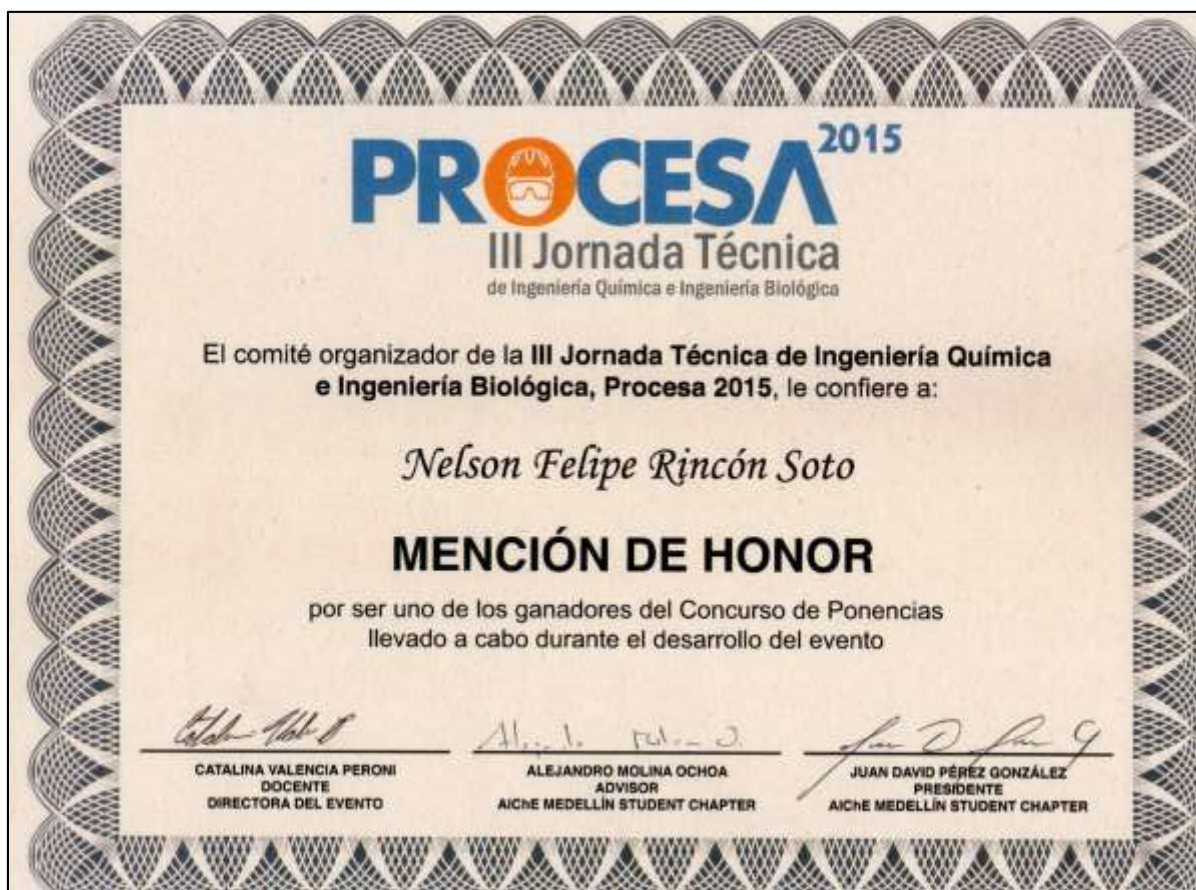 PROCESA 2015
III Jornada Técnica
de Ingeniería Química e Ingeniería Biológica
El comité organizador de la III Jornada Técnica de Ingeniería Química
e Ingeniería Biológica, Procesa 2015, le confiere a:
Nelson Felipe Rincón Soto
MENCIÓN DE HONOR
por ser uno de los ganadores del Concurso de Ponencias
llevado a cabo durante el desarrollo del evento
CATALINA VALENCIA PERONI
DOCENTE
DIRECTORA DEL EVENTO
ALEJANDRO MOLINA OCHOA
ADVISOR
AIChE MEDELLÍN STUDENT CHAPTER
JUAN DAVID PÉREZ GONZÁLEZ
PRESIDENTE
AIChE MEDELLÍN STUDENT CHAPTER